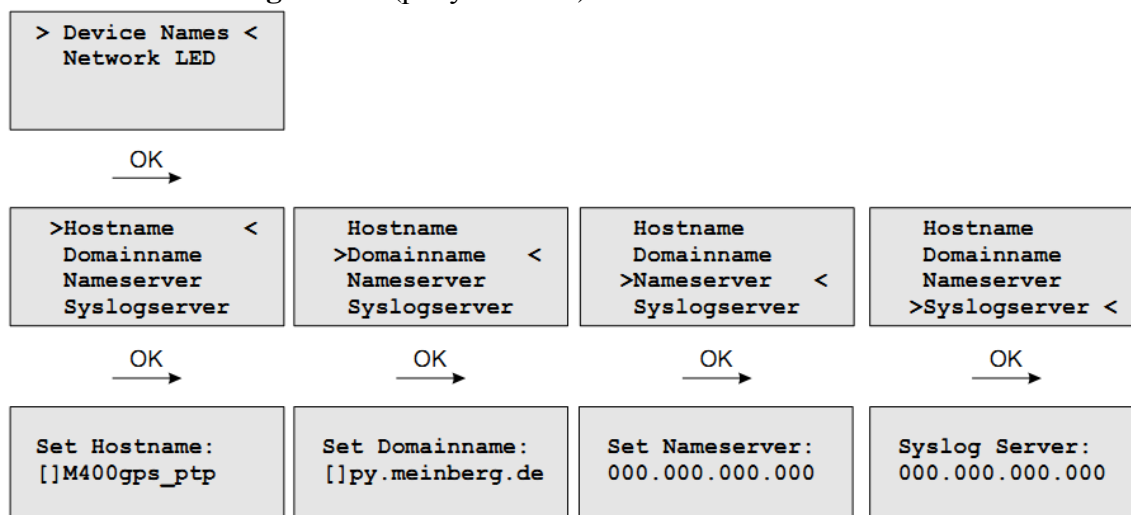 > Device Names <
Network LED
OK
>Hostname <
Domainname
Nameserver
Syslogserver
Hostname
>Domainname <
Nameserver
Syslogserver
Hostname
Domainname
>Nameserver <
Syslogserver
Hostname
Domainname
Nameserver
>Syslogserver <
OK
OK
OK
OK
Set Hostname:
[]M400gps_ptp
Set Domainname:
[]py.meinberg.de
Set Nameserver:
000.000.000.000
Syslog Server:
000.000.000.000